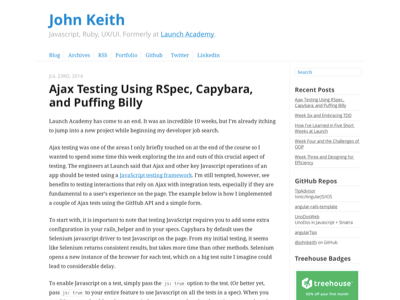 John Keith
Javascript, Ruby, UX/UI. Formerly at Launch Academy.
Blog Archives RSS Portfolio Github Twitter Linkedin
JUL 23RD, 2014
Ajax Testing Using RSpec, Capybara,
and Puffing Billy
Launch Academy has come to an end. It was an incredible 10 weeks, but I'm already itching
to jump into a new project while beginning my developer job search.
Ajax testing was one of the areas I only briefly touched on at the end of the course so I
wanted to spend some time this week exploring the ins and outs of this crucial aspect of
testing. The engineers at Launch said that Ajax and other key Javascript operations of an
app should be tested using a JavaScript testing framework. I'm still tempted, however, see
benefits to testing interactions that rely on Ajax with integration tests, especially if they are
fundamental to a user's experience on the page. The example below is how I implemented
a couple of Ajax tests using the GitHub API and a simple form.
To start with, it is important to note that testing JavaScript requires you to add some extra
configuration in your rails_helper and in your specs. Capybara by default uses the
Selenium javascript driver to test Javascript on the page. From my initial testing, it seems
like Selenium returns consistent results, but takes more time than other methods. Selenium
opens a new instance of the browser for each test, which on a big test suite I imagine could
lead to considerable delay.
To enable Javascript on a test, simply pass the js: true option to the test. (Or better yet,
pass js: true to your entire feature to use Javascript on all the tests in a spec). When you
Search
Recent Posts
Ajax Testing Using RSpec,
Capybara, and Puffing Billy
Week Six and Embracing TDD
How I've Learned in Five Short
Weeks at Launch
Week Four and the Challenges of
OOP
Week Three and Designing for
Efficiency
GitHub Repos
TipAdvisor
Ionic/AngularJS/iOS
angular-rails-template
UnoDosWeb
UnoDos in Javascript + Sinatra
angularTips
@johnkeith on GitHub
Treehouse Badges
treehouse